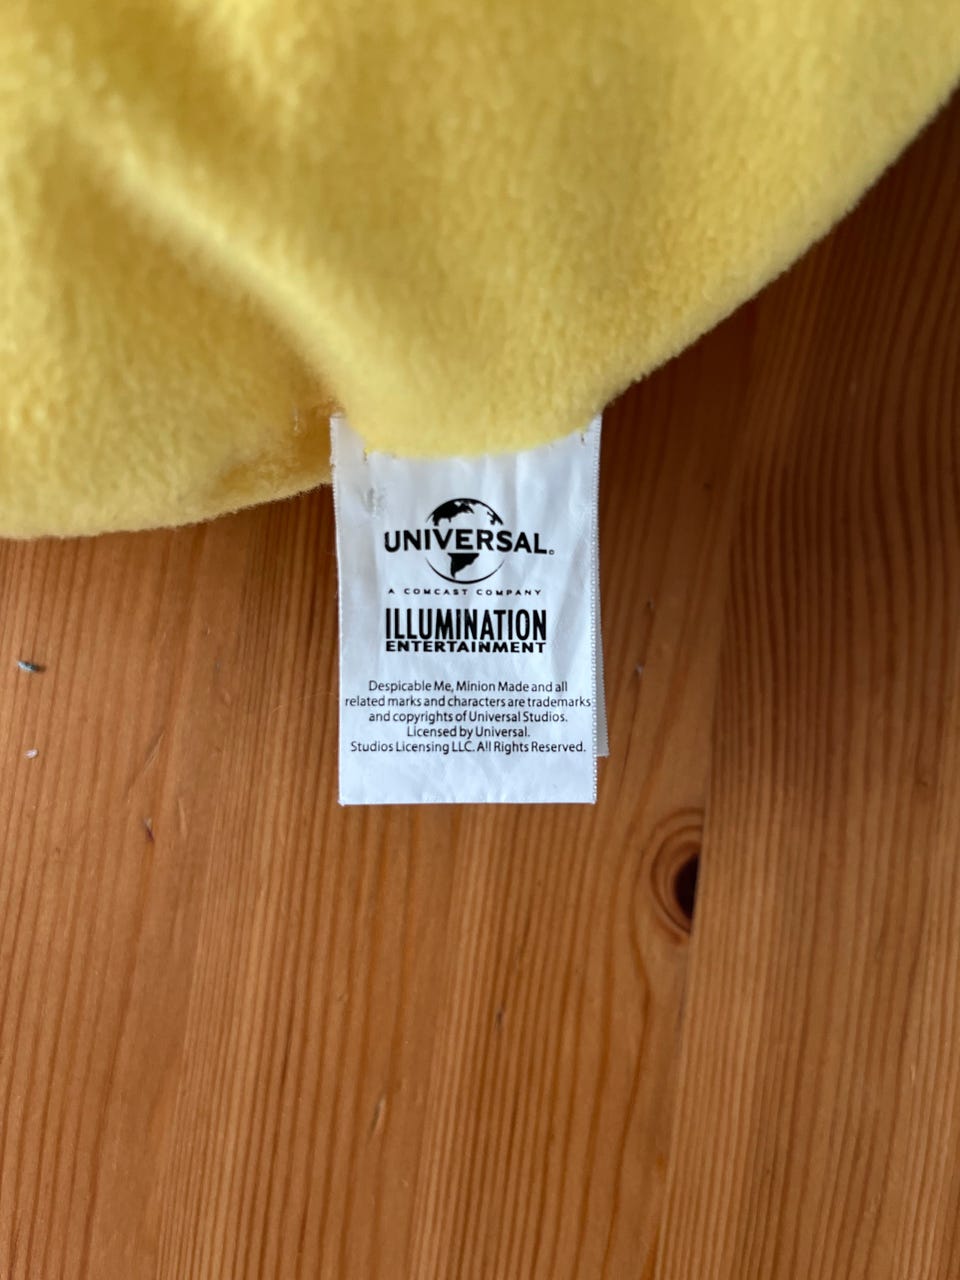 UNIVERSAL®
A COMCAST COMPANY
ILLUMINATION
ENTERTAINMENT
Despicable Me, Minion Made and all
related marks and characters are trademarks
and copyrights of Universal Studios.
Licensed by Universal.
Studios Licensing LLC. All Rights Reserved.